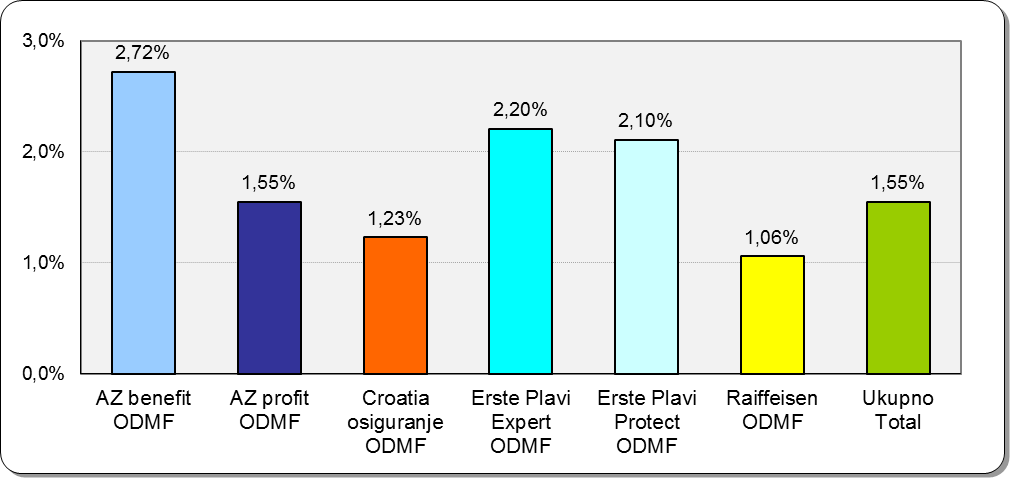 3,0%
2,0%
1,0%
0,0%
2,72%
1,55%
1,23%
2,20%
2,10%
1,06%
1,55%
AZ benefit
ODMF
AZ profit
ODMF
Croatia
osiguranje
ODMF
Erste Plavi
Expert
ODMF
Erste Plavi
Protect
ODMF
Raiffeisen
ODMF
Ukupno
Total